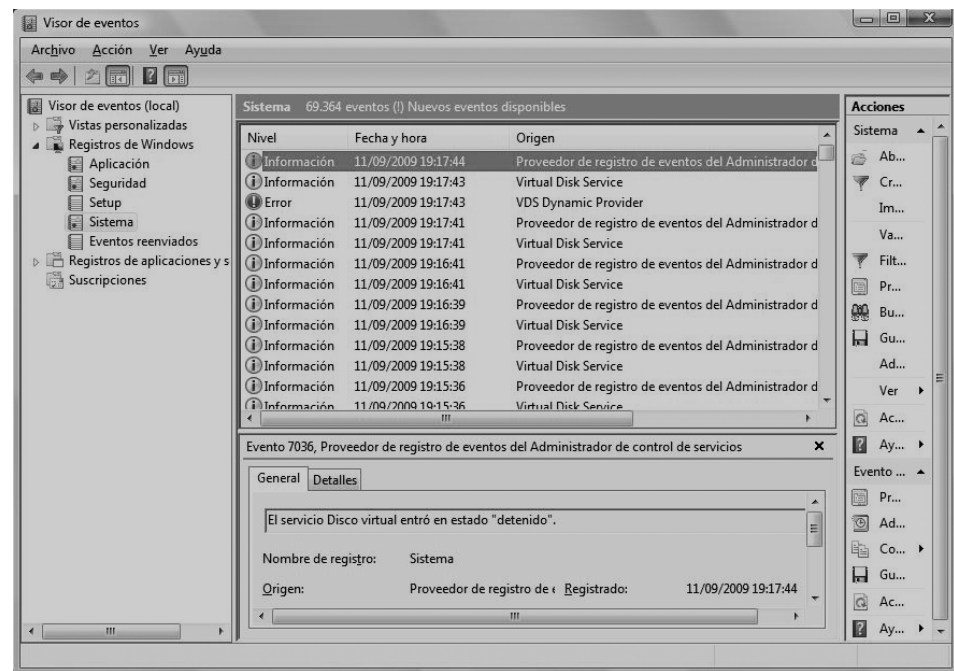 Visor de eventos
Archivo Acción Ver Ayuda
Visor de eventos (local)
Vistas personalizadas
Registros de Windows
Aplicación
Seguridad
Setup
Sistema
Eventos reenviados
Registros de aplicaciones y s
Suscripciones
Sistema 69.364 eventos (!) Nuevos eventos disponibles
Nivel Fecha y hora Origen
Información 11/09/2009 19:17:44 Proveedor de registro de eventos del Administrador d
Información 11/09/2009 19:17:43 Virtual Disk Service
Error 11/09/2009 19:17:43 VDS Dynamic Provider
Información 11/09/2009 19:17:41 Proveedor de registro de eventos del Administrador d
Información 11/09/2009 19:17:41 Virtual Disk Service
Información 11/09/2009 19:16:41 Proveedor de registro de eventos del Administrador d
Información 11/09/2009 19:16:41 Virtual Disk Service
Información 11/09/2009 19:16:39 Proveedor de registro de eventos del Administrador d
Información 11/09/2009 19:16:39 Virtual Disk Service
Información 11/09/2009 19:15:38 Proveedor de registro de eventos del Administrador d
Información 11/09/2009 19:15:38 Virtual Disk Service
Información 11/09/2009 19:15:36 Proveedor de registro de eventos del Administrador d
Información 11/09/2009 19:15:36 Virtual Disk Service
Evento 7036, Proveedor de registro de eventos del Administrador de control de servicios
General Detalles
El servicio Disco virtual entró en estado "detenido".
Nombre de registro: Sistema
Origen: Proveedor de registro de e Registrado: 11/09/2009 19:17:44
Acciones
Sistema
Ab...
Cr...
Im...
Va...
Filt...
Pr...
Bu...
Gu...
Ad...
Ver
Ac...
Ay...
Evento ...
Pr...
Ad...
Co...
Gu...
Ac...
Ay...